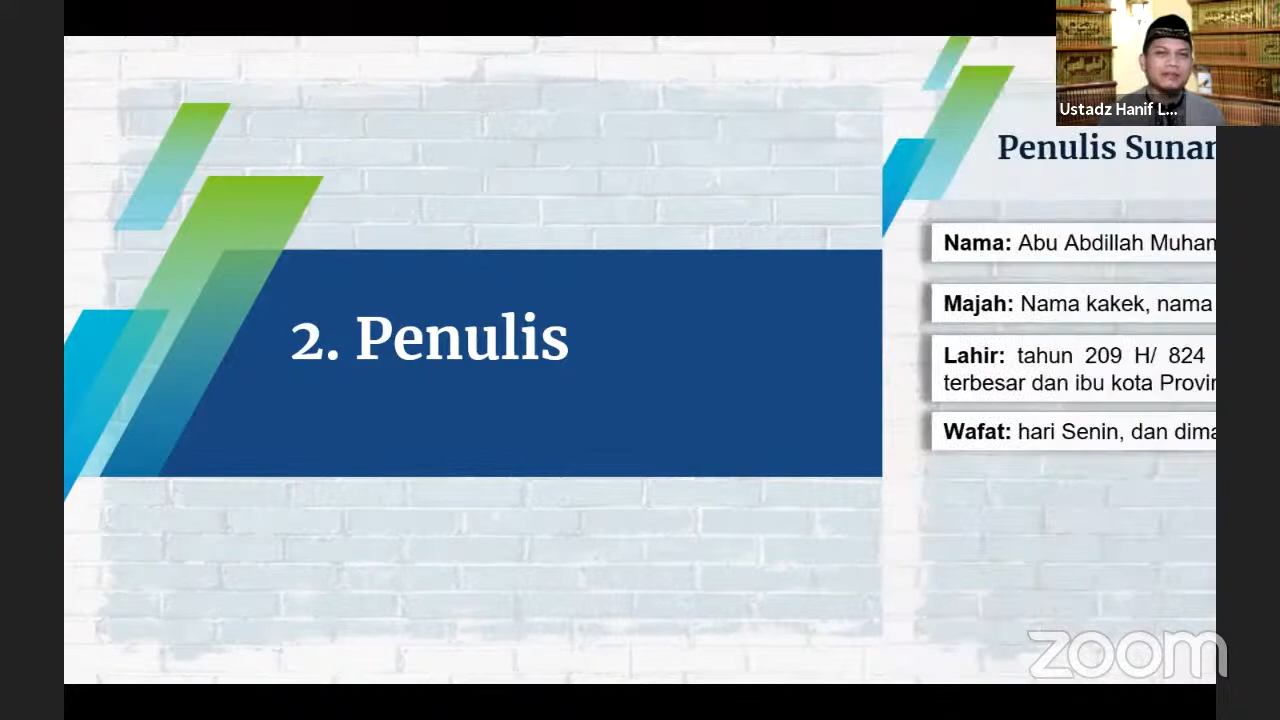 Ustadz Hanif L...
2. Penulis
Penulis Sunan
Nama: Abu Abdillah Muham
Majah: Nama kakek, nama
Lahir: tahun 209 H/ 824
terbesar dan ibu kota Provin
Wafat: hari Senin, dan dima
zoom